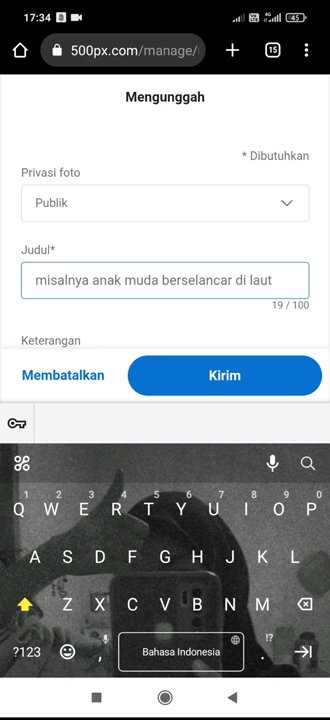 17:34
4G
45
500px.com/manage/
15
Mengunggah
* Dibutuhkan
Privasi foto
Publik
Judul*
misalnya anak muda berselancar di laut
19 / 100
Keterangan
Membatalkan
Kirim
1 2 3 4 5 6 7 8 9 0
Q W E R T Y U I O P
A S D F G H J K L
Z X C V B N M
?123
,
Bahasa Indonesia
!?
.